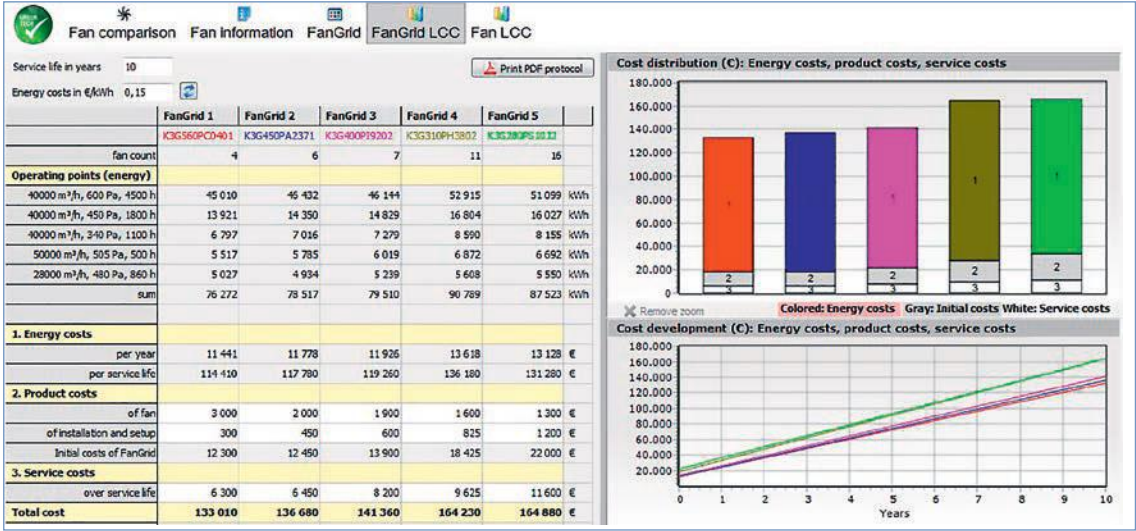 GREEN TECH
Fan comparison Fan information FanGrid FanGrid LCC Fan LCC
Service life in years 10
Print PDF protocol
Energy costs in €/kWh 0,15
FanGrid 1 FanGrid 2 FanGrid 3 FanGrid 4 FanGrid 5
K3G560PC0401 K3G450PA2371 K3G400PI9202 K3G310PH3802
fan count 4 6 7 11 16
Operating points (energy)
40000 m³/h, 600 Pa, 4500 h 45 010 46 432 46 144 52 915 51 099 kWh
40000 m³/h, 450 Pa, 1800 h 13 921 14 350 14 829 16 804 16 027 kWh
40000 m³/h, 340 Pa, 1100 h 6 797 7 016 7 279 8 590 8 155 kWh
50000 m³/h, 505 Pa, 500 h 5 517 5 785 6 019 6 872 6 692 kWh
28000 m³/h, 480 Pa, 860 h 5 027 4 934 5 239 5 608 5 550 kWh
sum 76 272 78 517 79 510 90 789 87 523 kWh
1. Energy costs
per year 11 441 11 778 11 926 13 618 13 128 €
per service life 114 410 117 780 119 260 136 180 131 280 €
2. Product costs
of fan 3 000 2 000 1 900 1 600 1 300 €
of installation and setup 300 450 600 825 1 200 €
Initial costs of FanGrid 12 300 12 450 13 900 18 425 22 000 €
3. Service costs
over service life 6 300 6 450 8 200 9 625 11 600 €
Total cost 133 010 136 680 141 360 164 230 164 880 €
Cost distribution (€): Energy costs, product costs, service costs
180.000
160.000
140.000
120.000
100.000
80.000
60.000
40.000
20.000
0
1 1 1 1
2 2 2 2 2
3 3 3 3 3
Remove zoom
Colored: Energy costs Gray: Initial costs White: Service costs
Cost development (€): Energy costs, product costs, service costs
180.000
160.000
140.000
120.000
100.000
80.000
60.000
40.000
20.000
0 1 2 3 4 5 6 7 8 9 10
Years